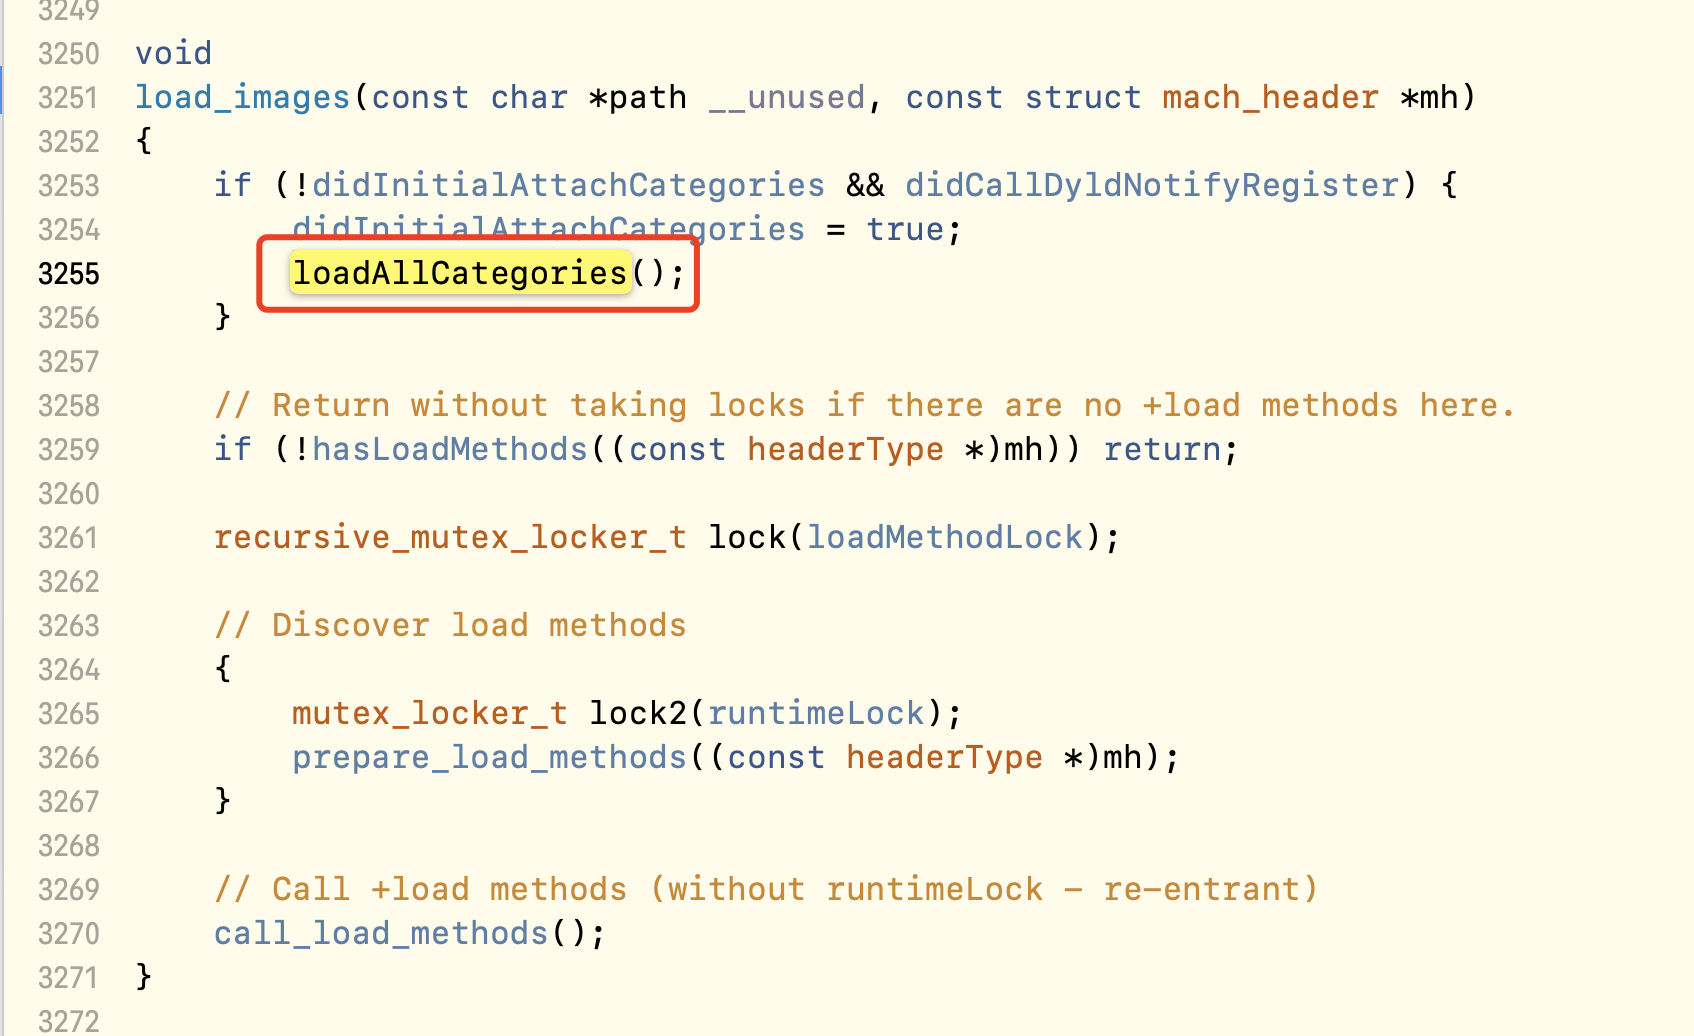 3249
3250 void
3251 load_images(const char *path __unused, const struct mach_header *mh)
3252 {
3253     if (!didInitialAttachCategories && didCallDyldNotifyRegister) {
3254         didInitialAttachCategories = true;
3255         loadAllCategories();
3256     }
3257
3258     // Return without taking locks if there are no +load methods here.
3259     if (!hasLoadMethods((const headerType *)mh)) return;
3260
3261     recursive_mutex_locker_t lock(loadMethodLock);
3262
3263     // Discover load methods
3264     {
3265         mutex_locker_t lock2(runtimeLock);
3266         prepare_load_methods((const headerType *)mh);
3267     }
3268
3269     // Call +load methods (without runtimeLock - re-entrant)
3270     call_load_methods();
3271 }
3272